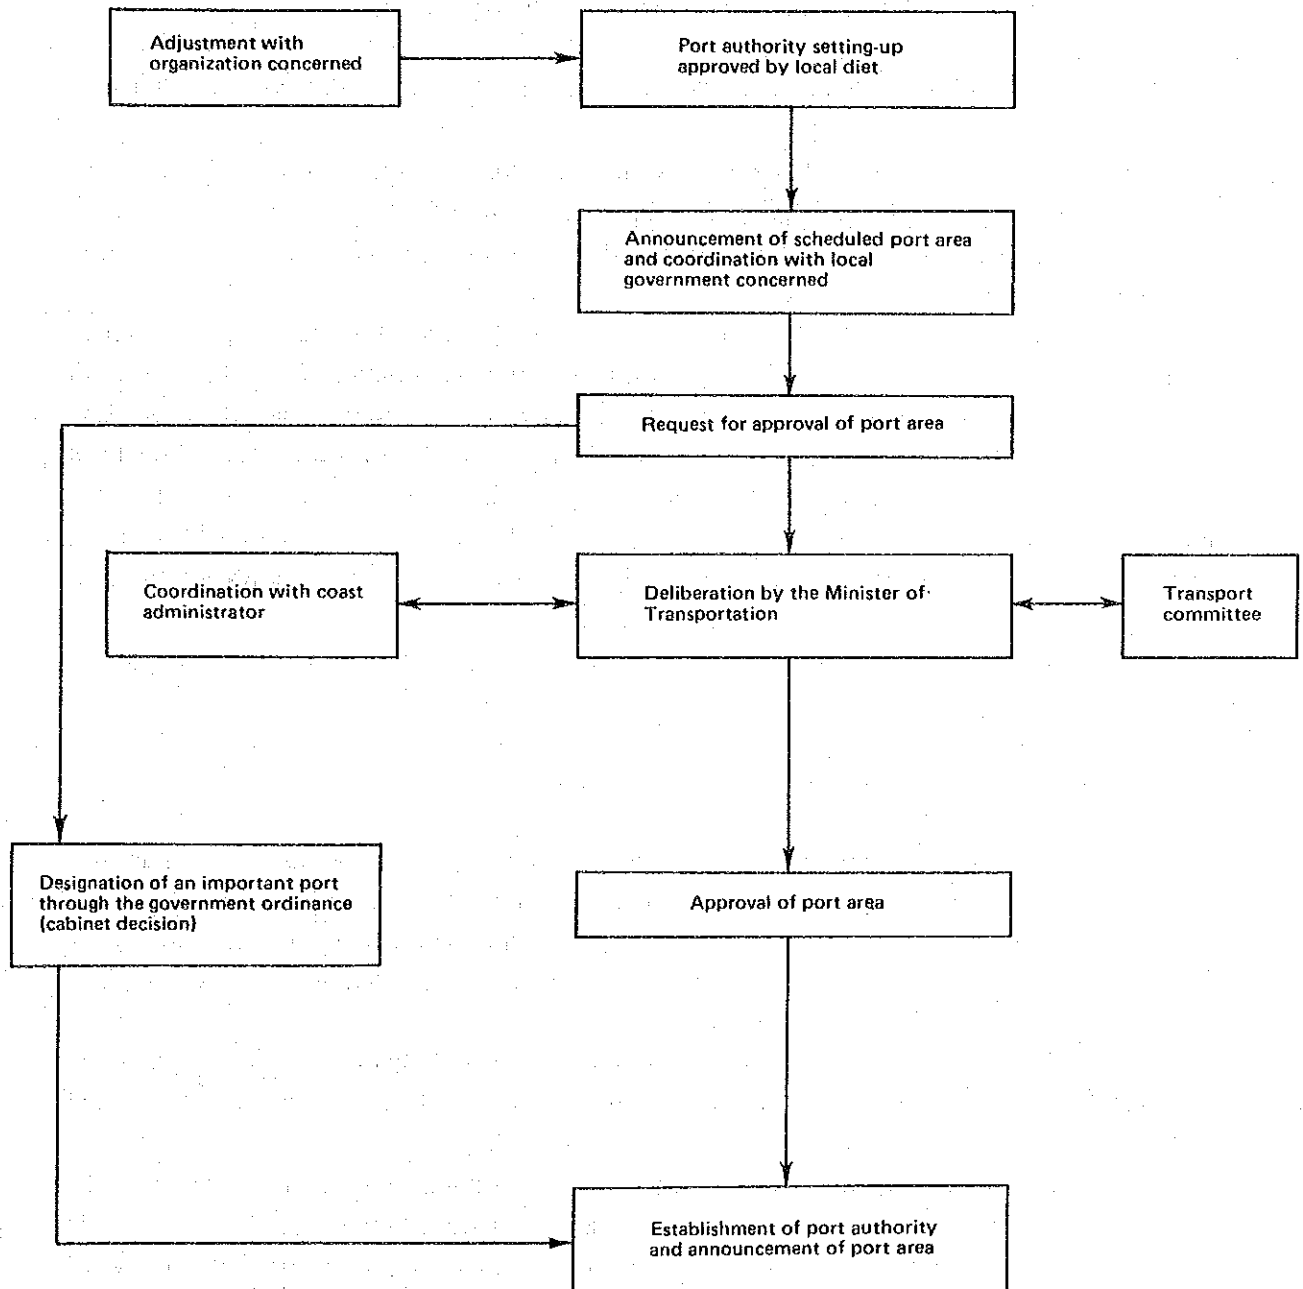 Adjustment with
organization concerned
Port authority setting-up
approved by local diet
Announcement of scheduled port area
and coordination with local
government concerned
Request for approval of port area
Coordination with coast
administrator
Deliberation by the Minister of
Transportation
Transport
committee
Designation of an important port
through the government ordinance
(cabinet decision)
Approval of port area
Establishment of port authority
and announcement of port area